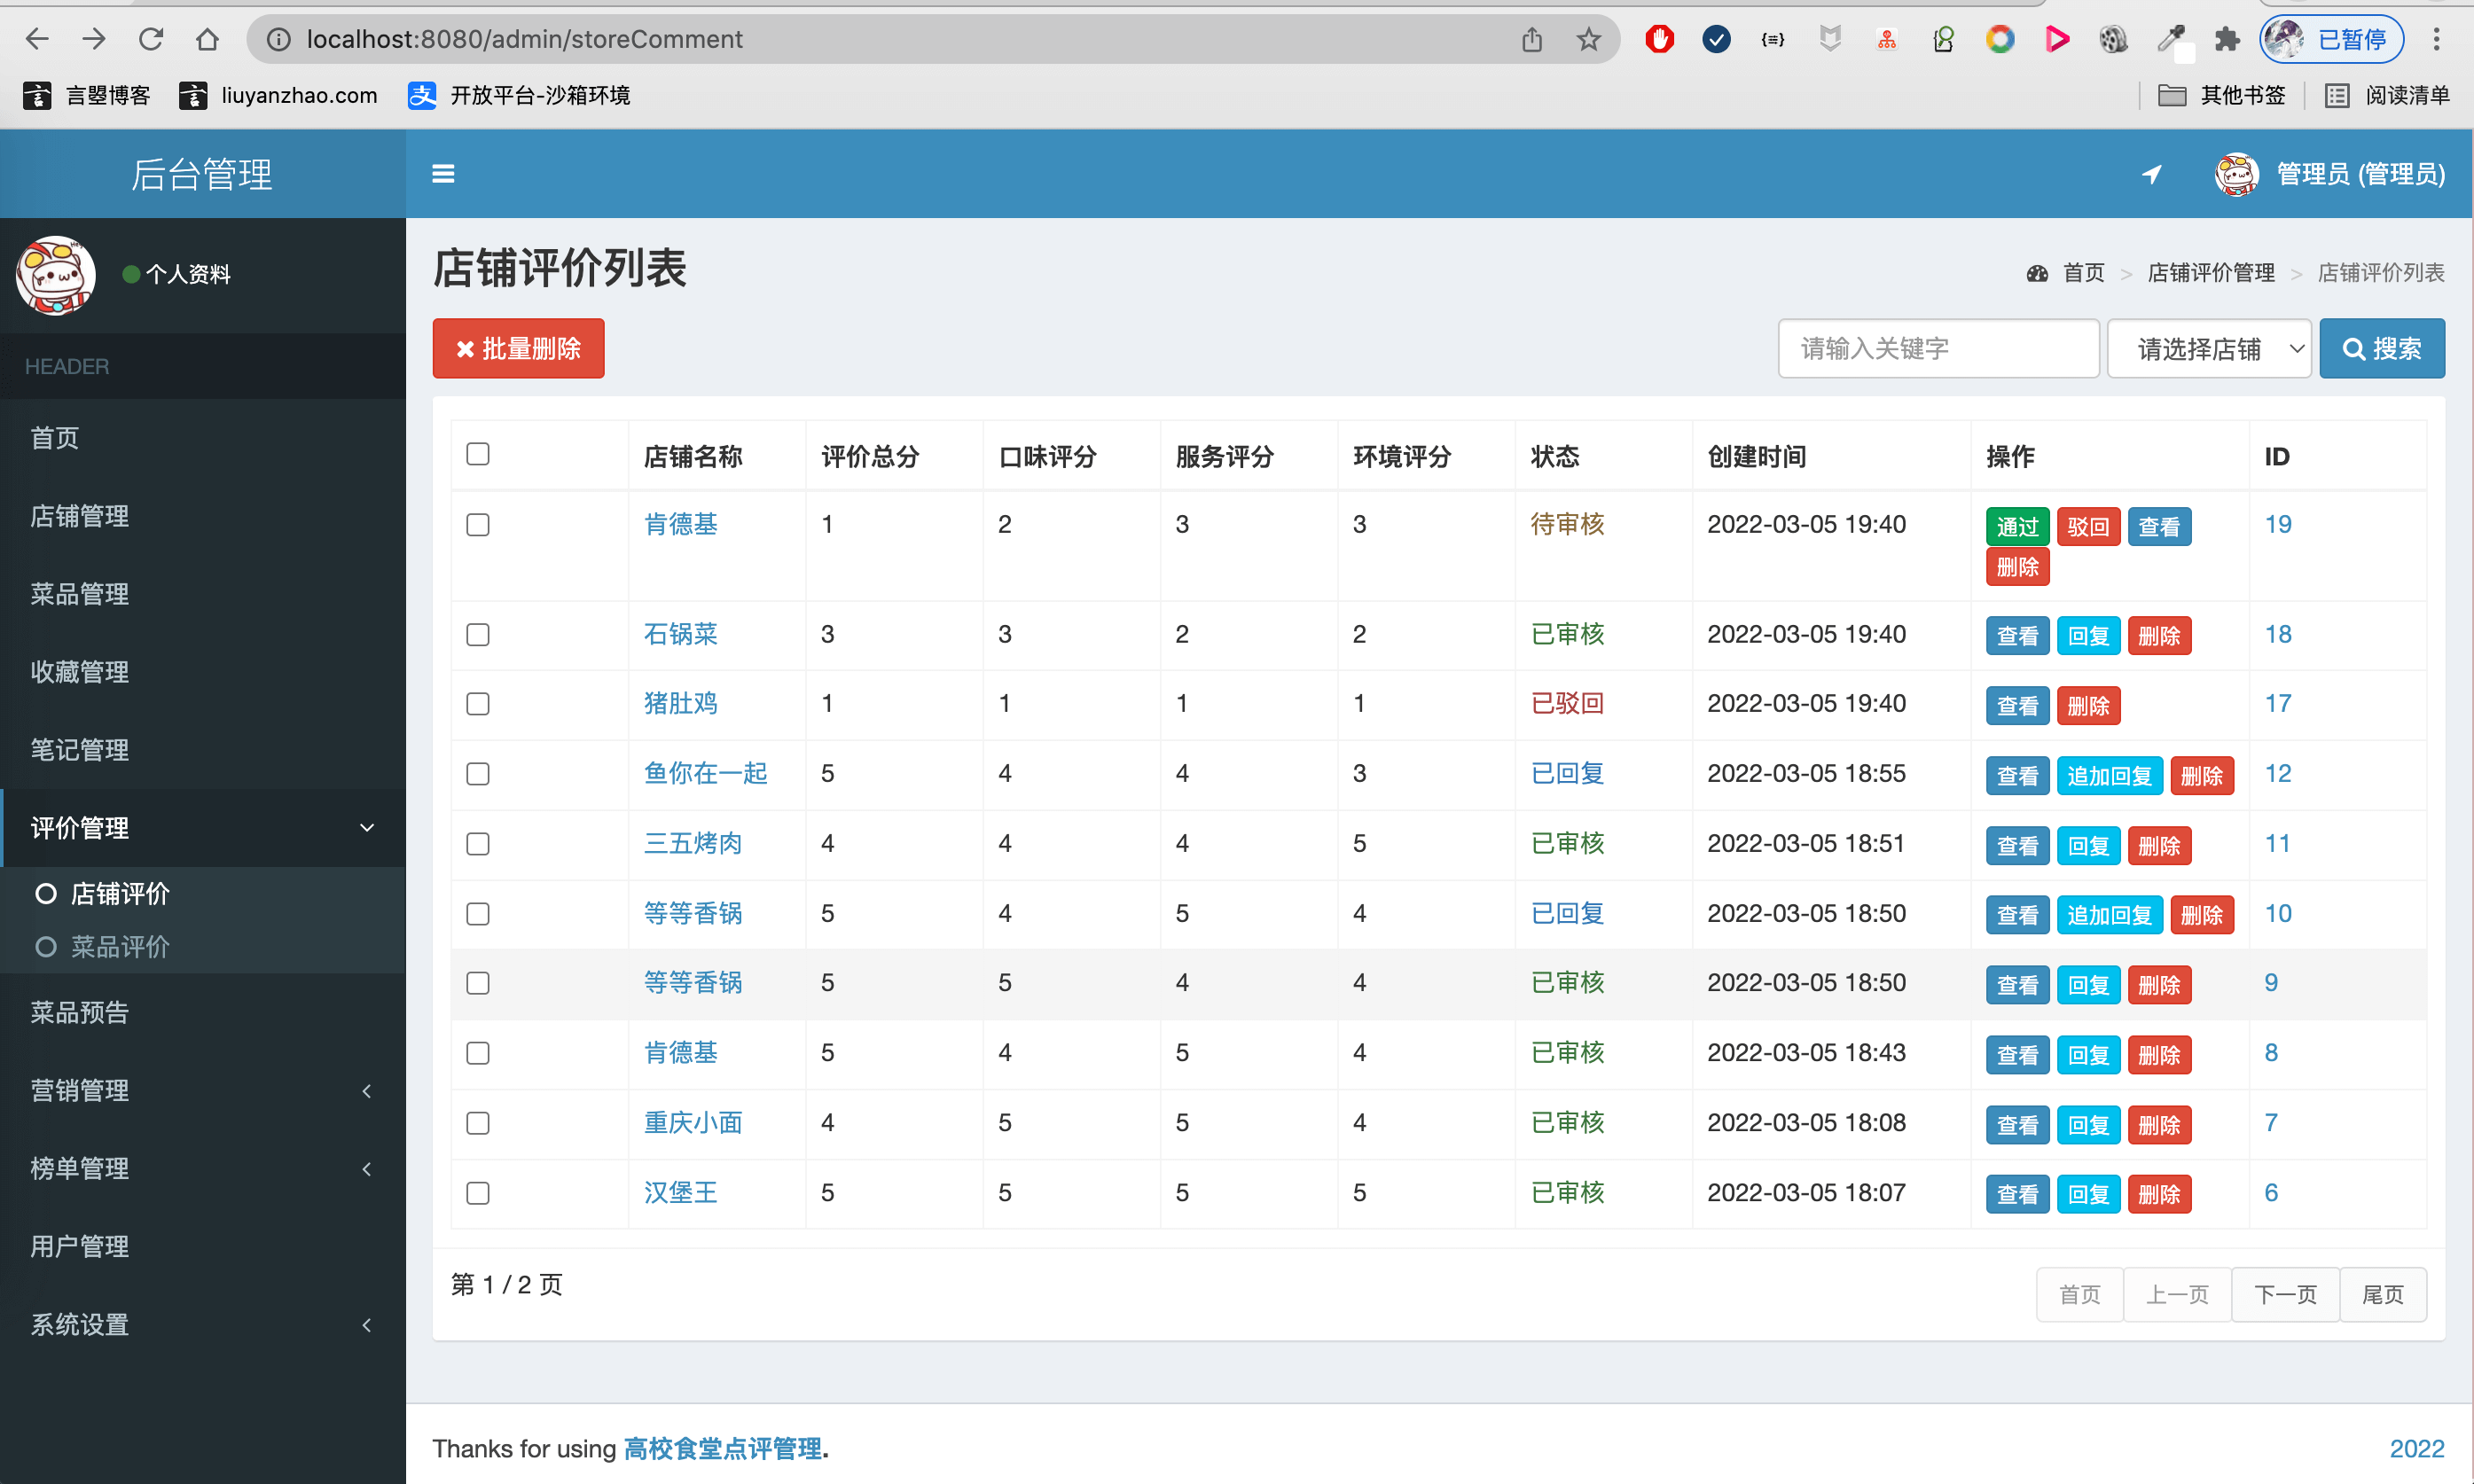 localhost:8080/admin/storeComment
已暂停
言曌博客
liuyanzhao.com
开放平台-沙箱环境
其他书签
阅读清单
后台管理
管理员 (管理员)
个人资料
HEADER
首页
店铺管理
菜品管理
收藏管理
笔记管理
评价管理
店铺评价
菜品评价
菜品预告
营销管理
榜单管理
用户管理
系统设置
店铺评价列表
首页 > 店铺评价管理 > 店铺评价列表
批量删除
请输入关键字 请选择店铺 搜索
店铺名称 评价总分 口味评分 服务评分 环境评分 状态 创建时间 操作 ID
肯德基 1 2 3 3 待审核 2022-03-05 19:40 通过 驳回 查看 19
删除
石锅菜 3 3 2 2 已审核 2022-03-05 19:40 查看 回复 删除 18
猪肚鸡 1 1 1 1 已驳回 2022-03-05 19:40 查看 删除 17
鱼你在一起 5 4 4 3 已回复 2022-03-05 18:55 查看 追加回复 删除 12
三五烤肉 4 4 4 5 已审核 2022-03-05 18:51 查看 回复 删除 11
等等香锅 5 4 5 4 已回复 2022-03-05 18:50 查看 追加回复 删除 10
等等香锅 5 5 4 4 已审核 2022-03-05 18:50 查看 回复 删除 9
肯德基 5 4 5 4 已审核 2022-03-05 18:43 查看 回复 删除 8
重庆小面 4 5 5 4 已审核 2022-03-05 18:08 查看 回复 删除 7
汉堡王 5 5 5 5 已审核 2022-03-05 18:07 查看 回复 删除 6
第 1 / 2 页
首页 上一页 下一页 尾页
Thanks for using 高校食堂点评管理.
2022